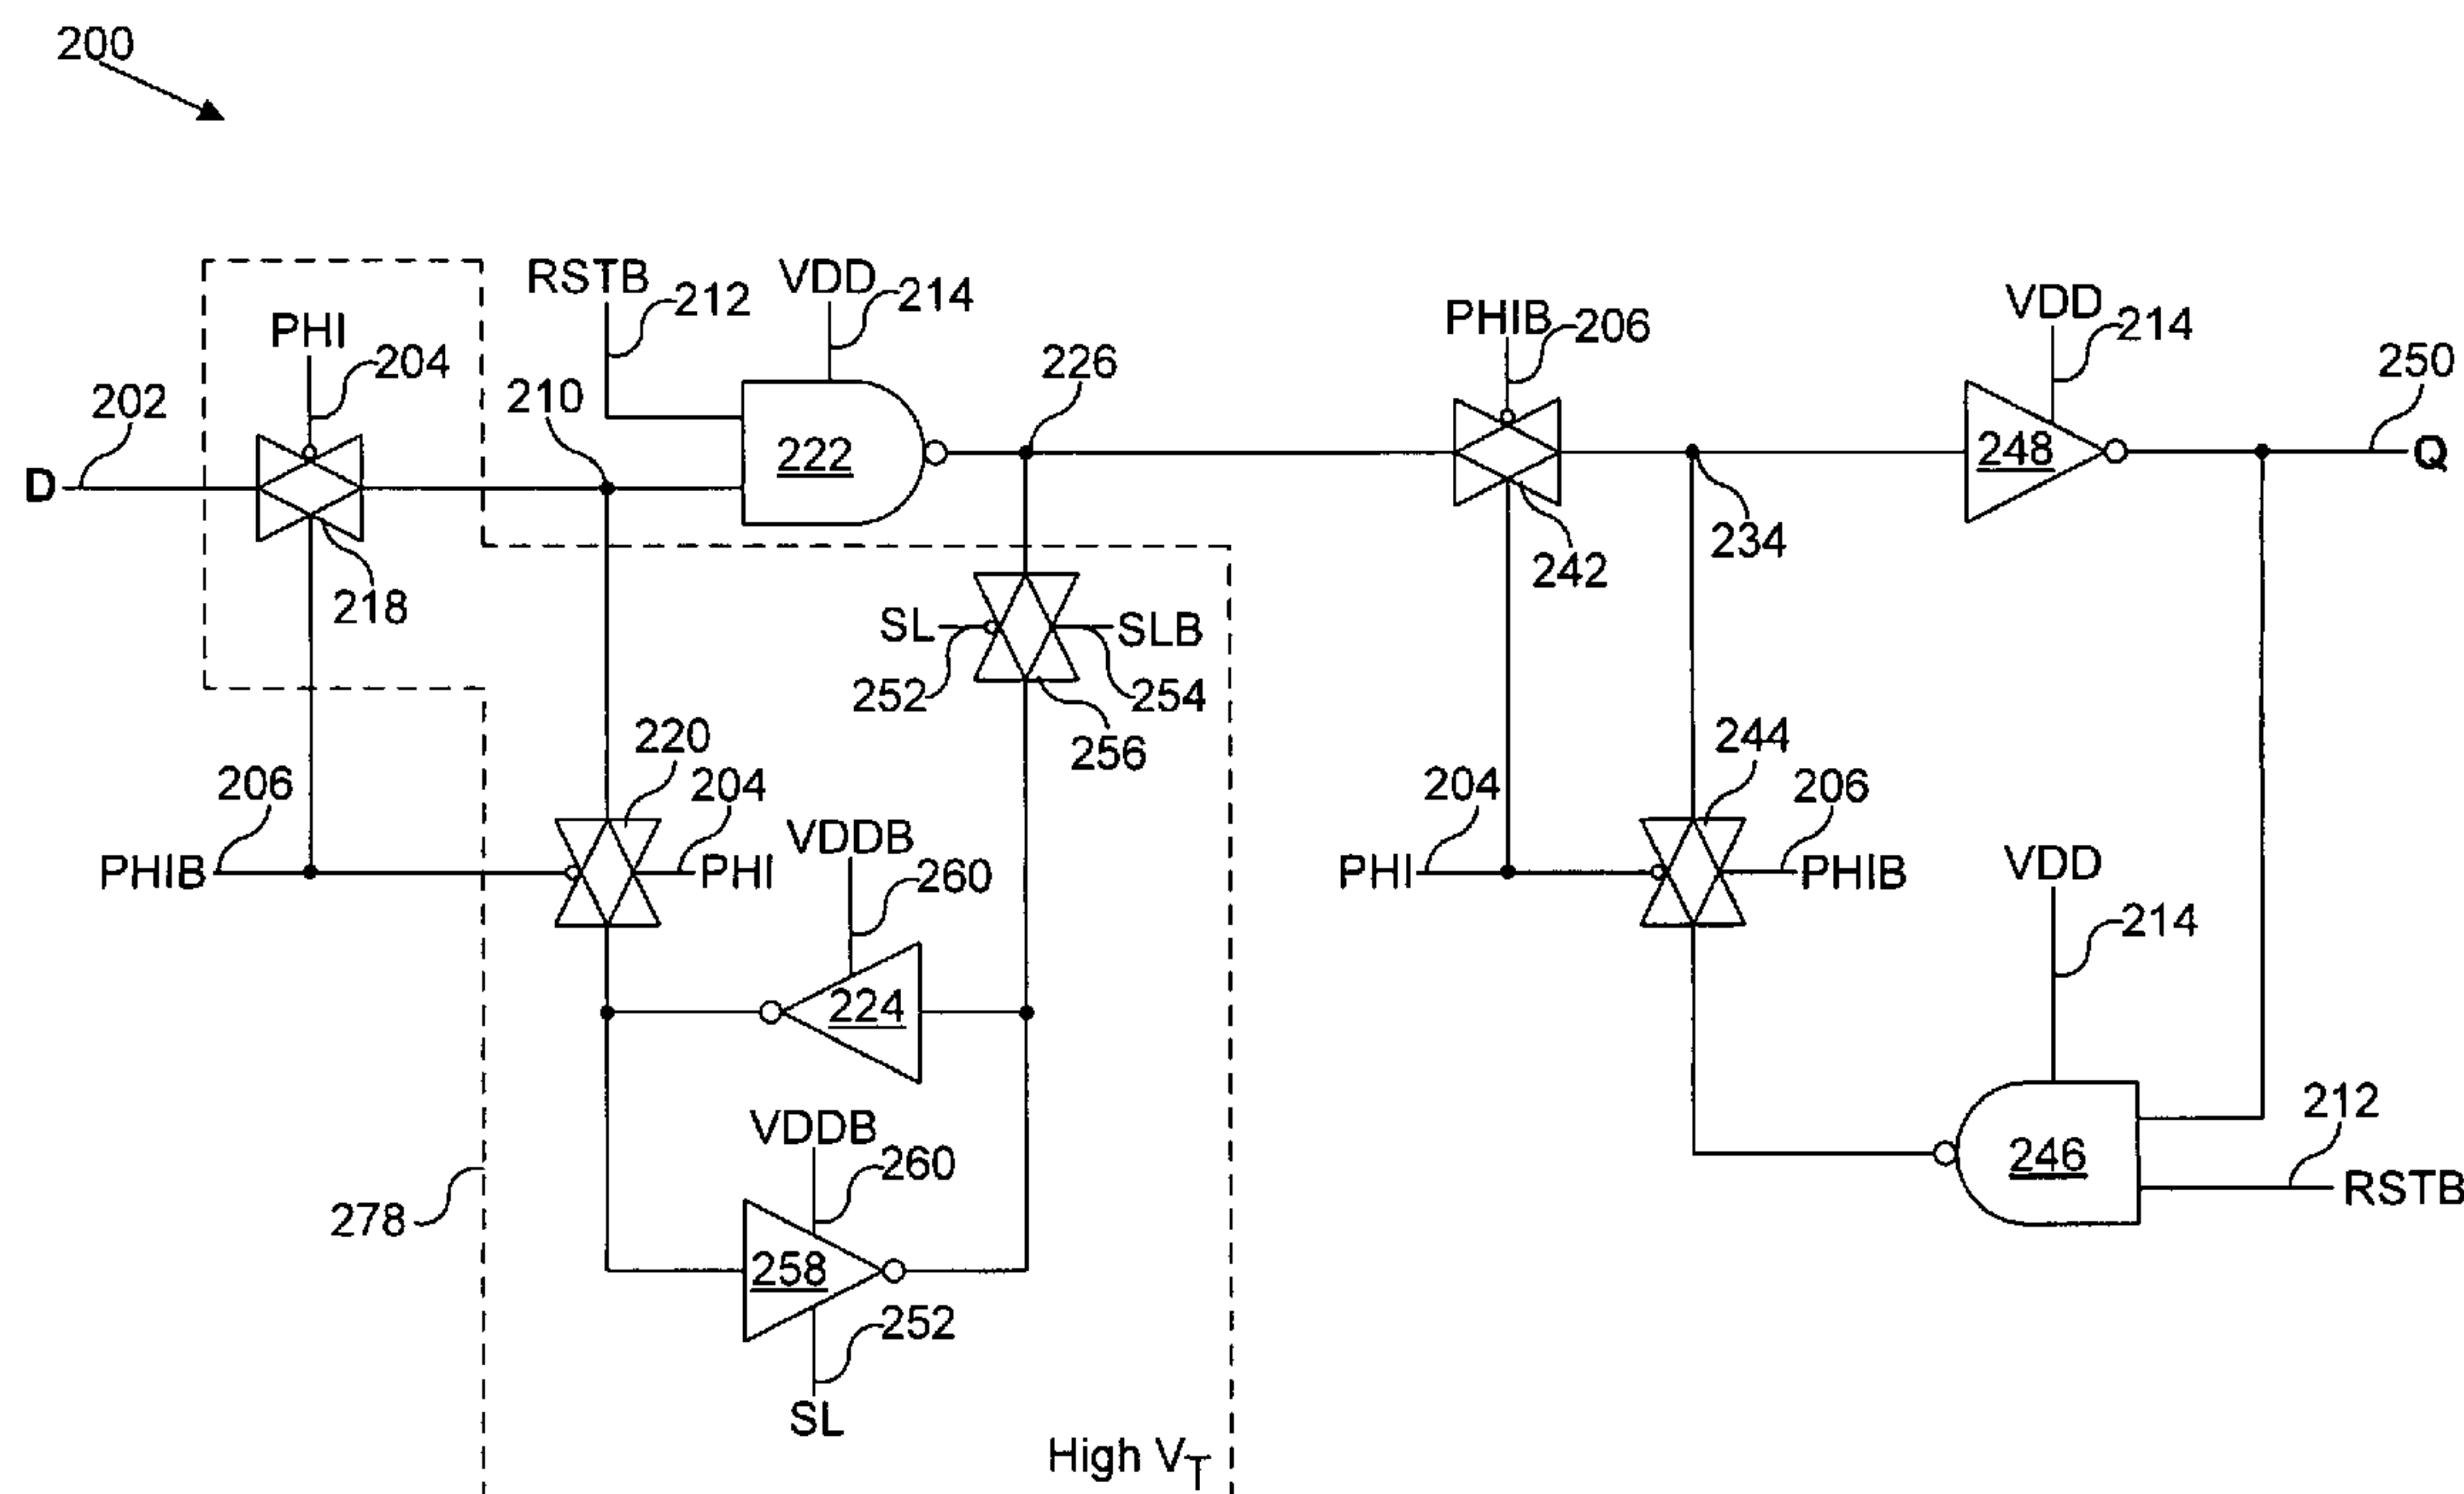 200
RSTB
212
VDD
214
PHI
204
202
D
218
210
222
226
PHIB
206
242
234
VDD
214
248
250
Q
SL
252
SLB
254
256
220
204
PHI
206
PHIB
VDDB
260
224
VDDB
260
258
252
SL
278
High VT
204
PHI
244
206
PHIB
VDD
214
246
212
RSTB